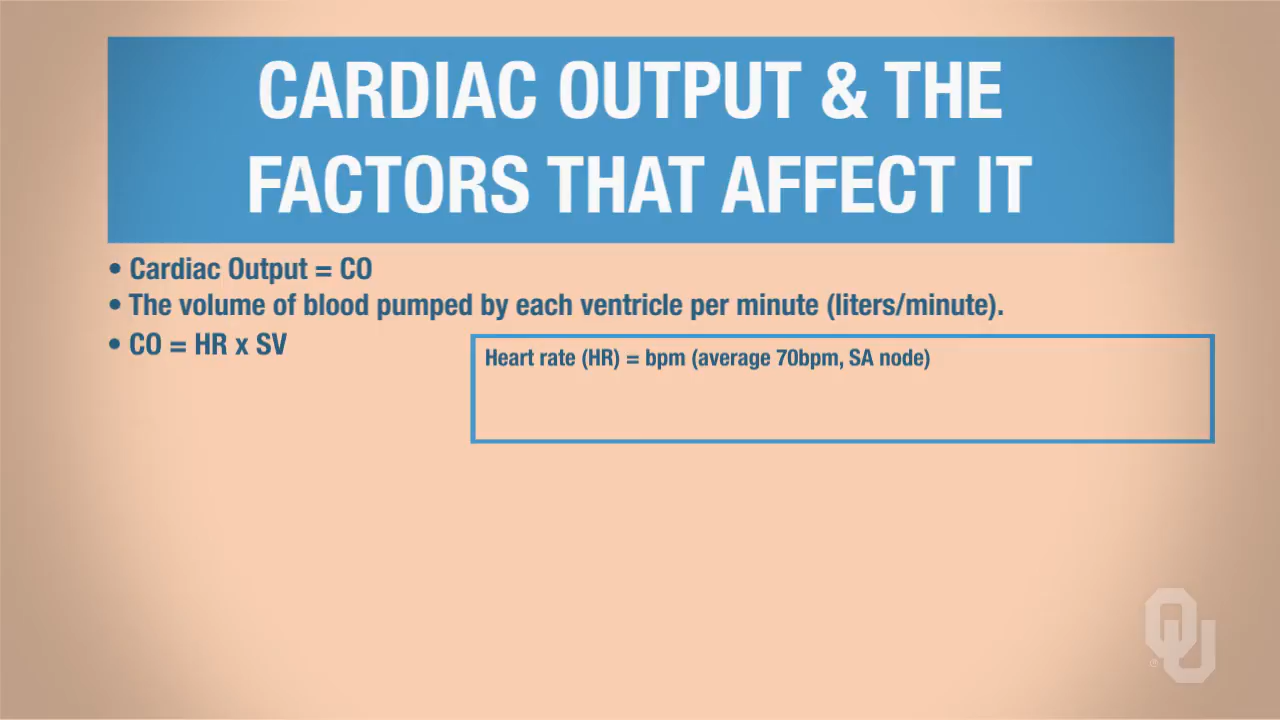 CARDIAC OUTPUT & THE
FACTORS THAT AFFECT IT
• Cardiac Output = CO
• The volume of blood pumped by each ventricle per minute (liters/minute).
• CO = HR x SV
Heart rate (HR) = bpm (average 70bpm, SA node)
OU
®